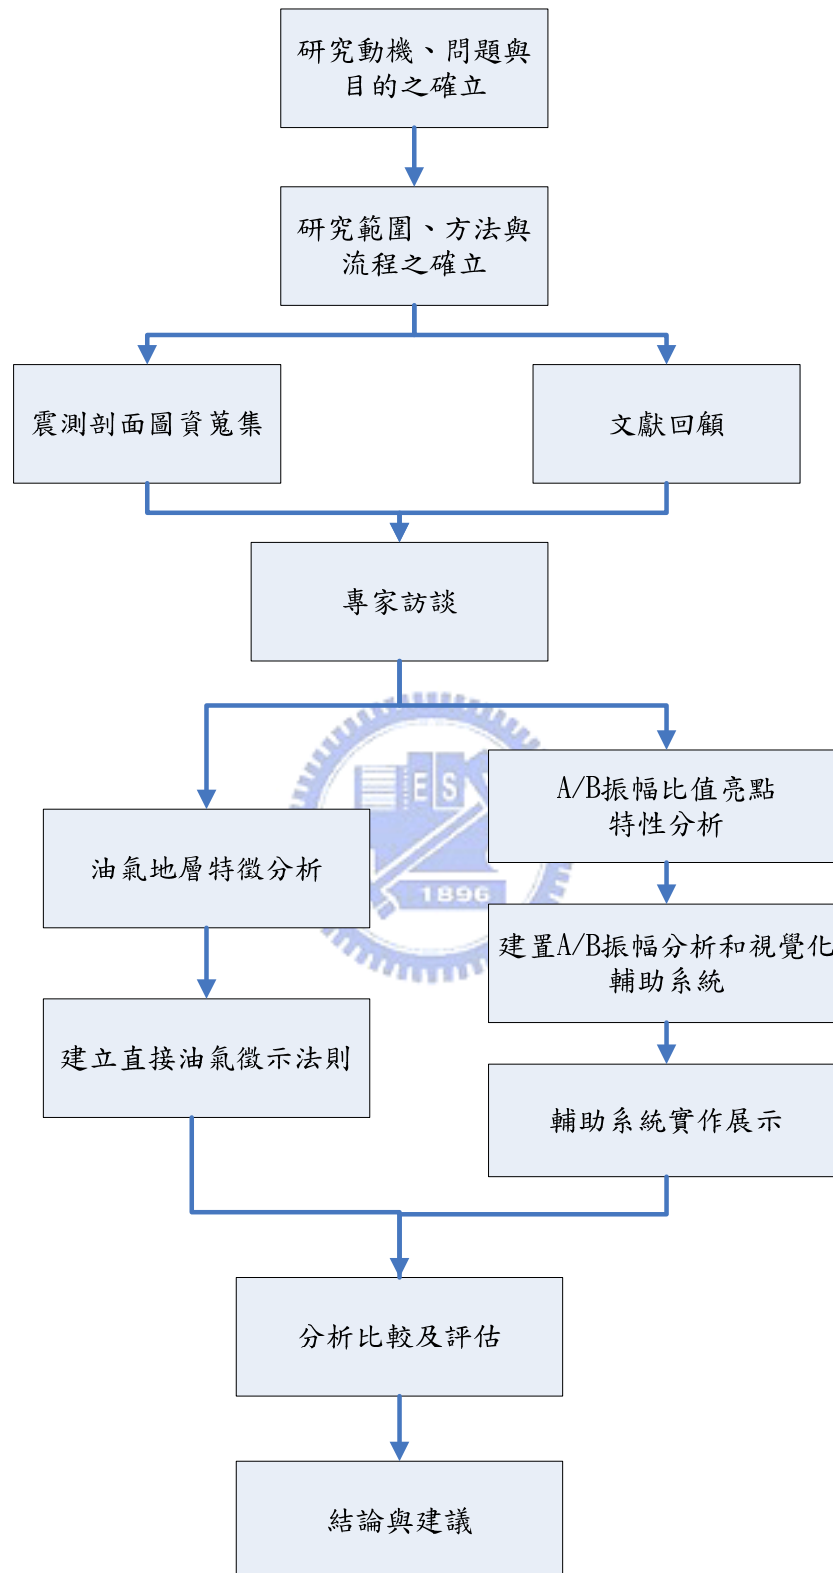 研究動機、問題與
目的之確立
研究範圍、方法與
流程之確立
震測剖面圖資蒐集
文獻回顧
專家訪談
A/B振幅比值亮點
特性分析
油氣地層特徵分析
建置A/B振幅分析和視覺化
輔助系統
建立直接油氣徵示法則
輔助系統實作展示
分析比較及評估
結論與建議
ES
1896